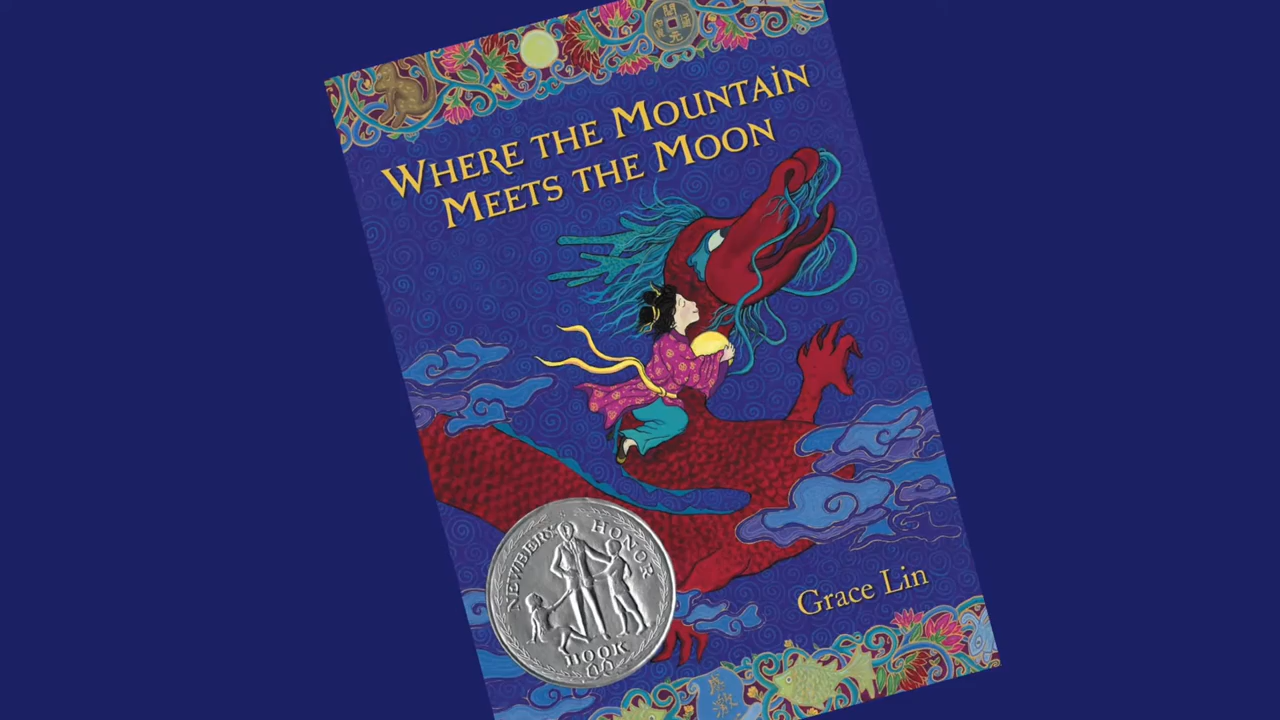 WHERE THE MOUNTAIN
MEETS THE MOON
NEWBERY HONOR
BOOK
Grace Lin